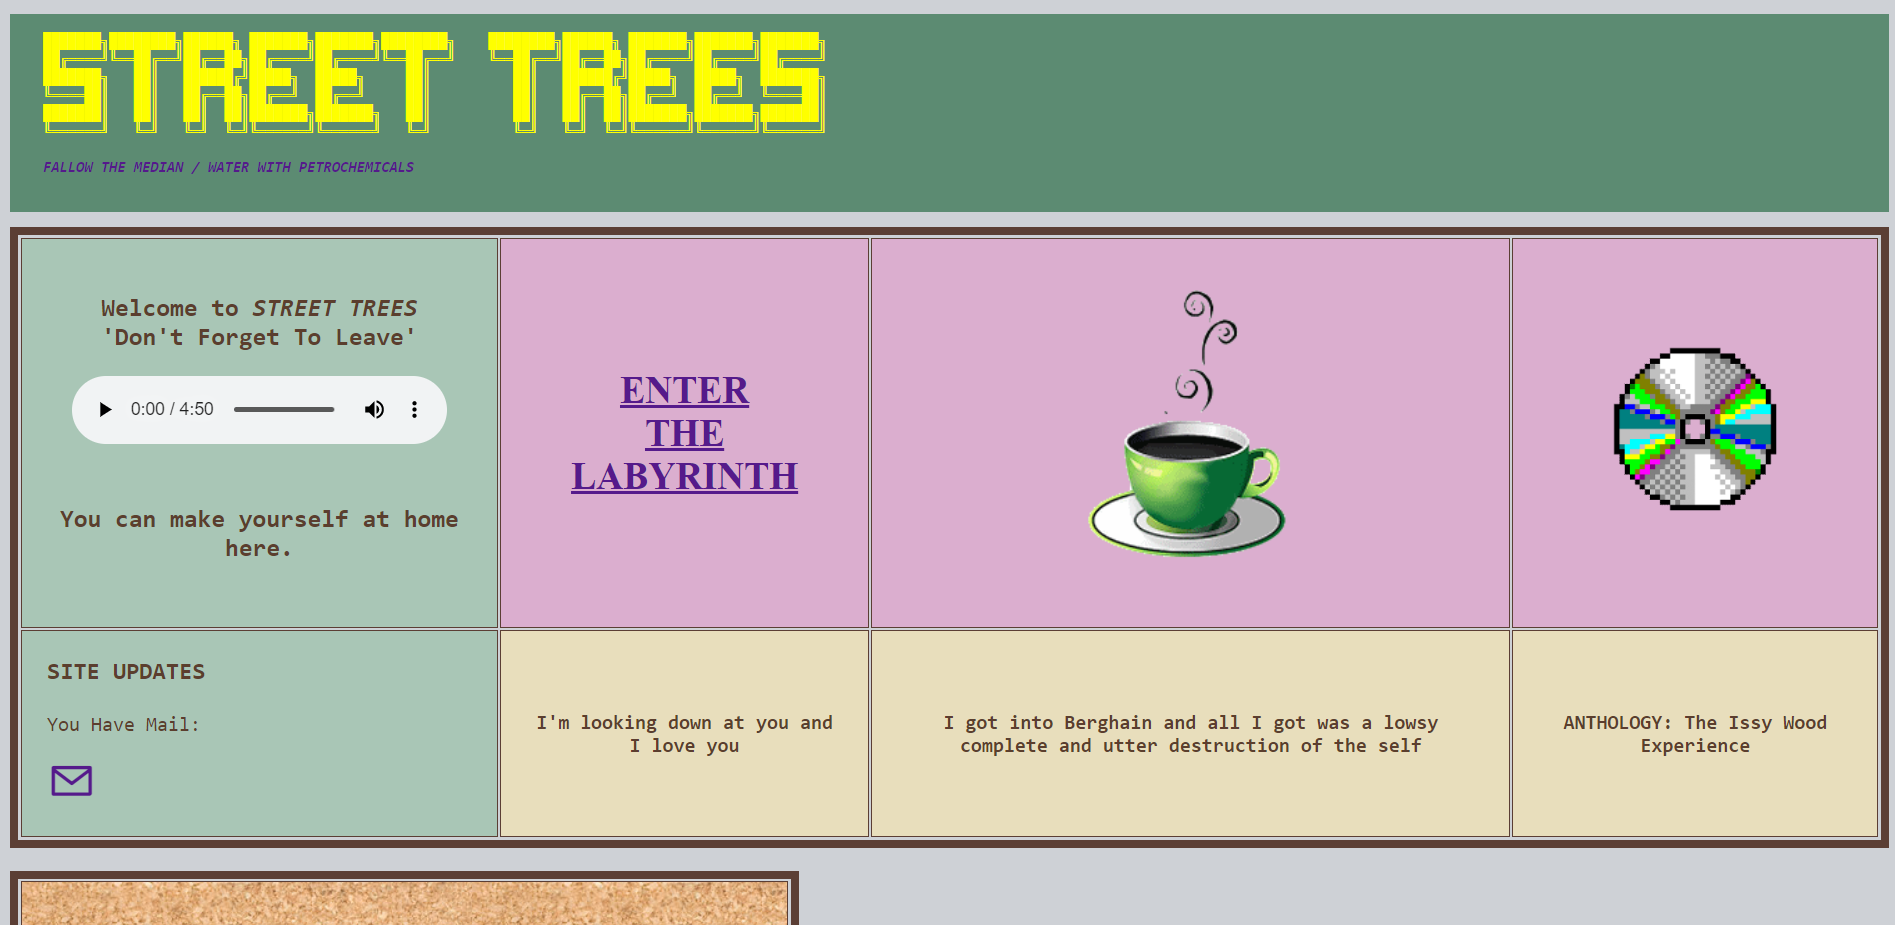 STREET TREES
FALLOW THE MEDIAN / WATER WITH PETROCHEMICALS
Welcome to STREET TREES
'Don't Forget To Leave'
0:00 / 4:50
You can make yourself at home
here.
ENTER
THE
LABYRINTH
SITE UPDATES
You Have Mail:
I'm looking down at you and
I love you
I got into Berghain and all I got was a lowsy
complete and utter destruction of the self
ANTHOLOGY: The Issy Wood
Experience